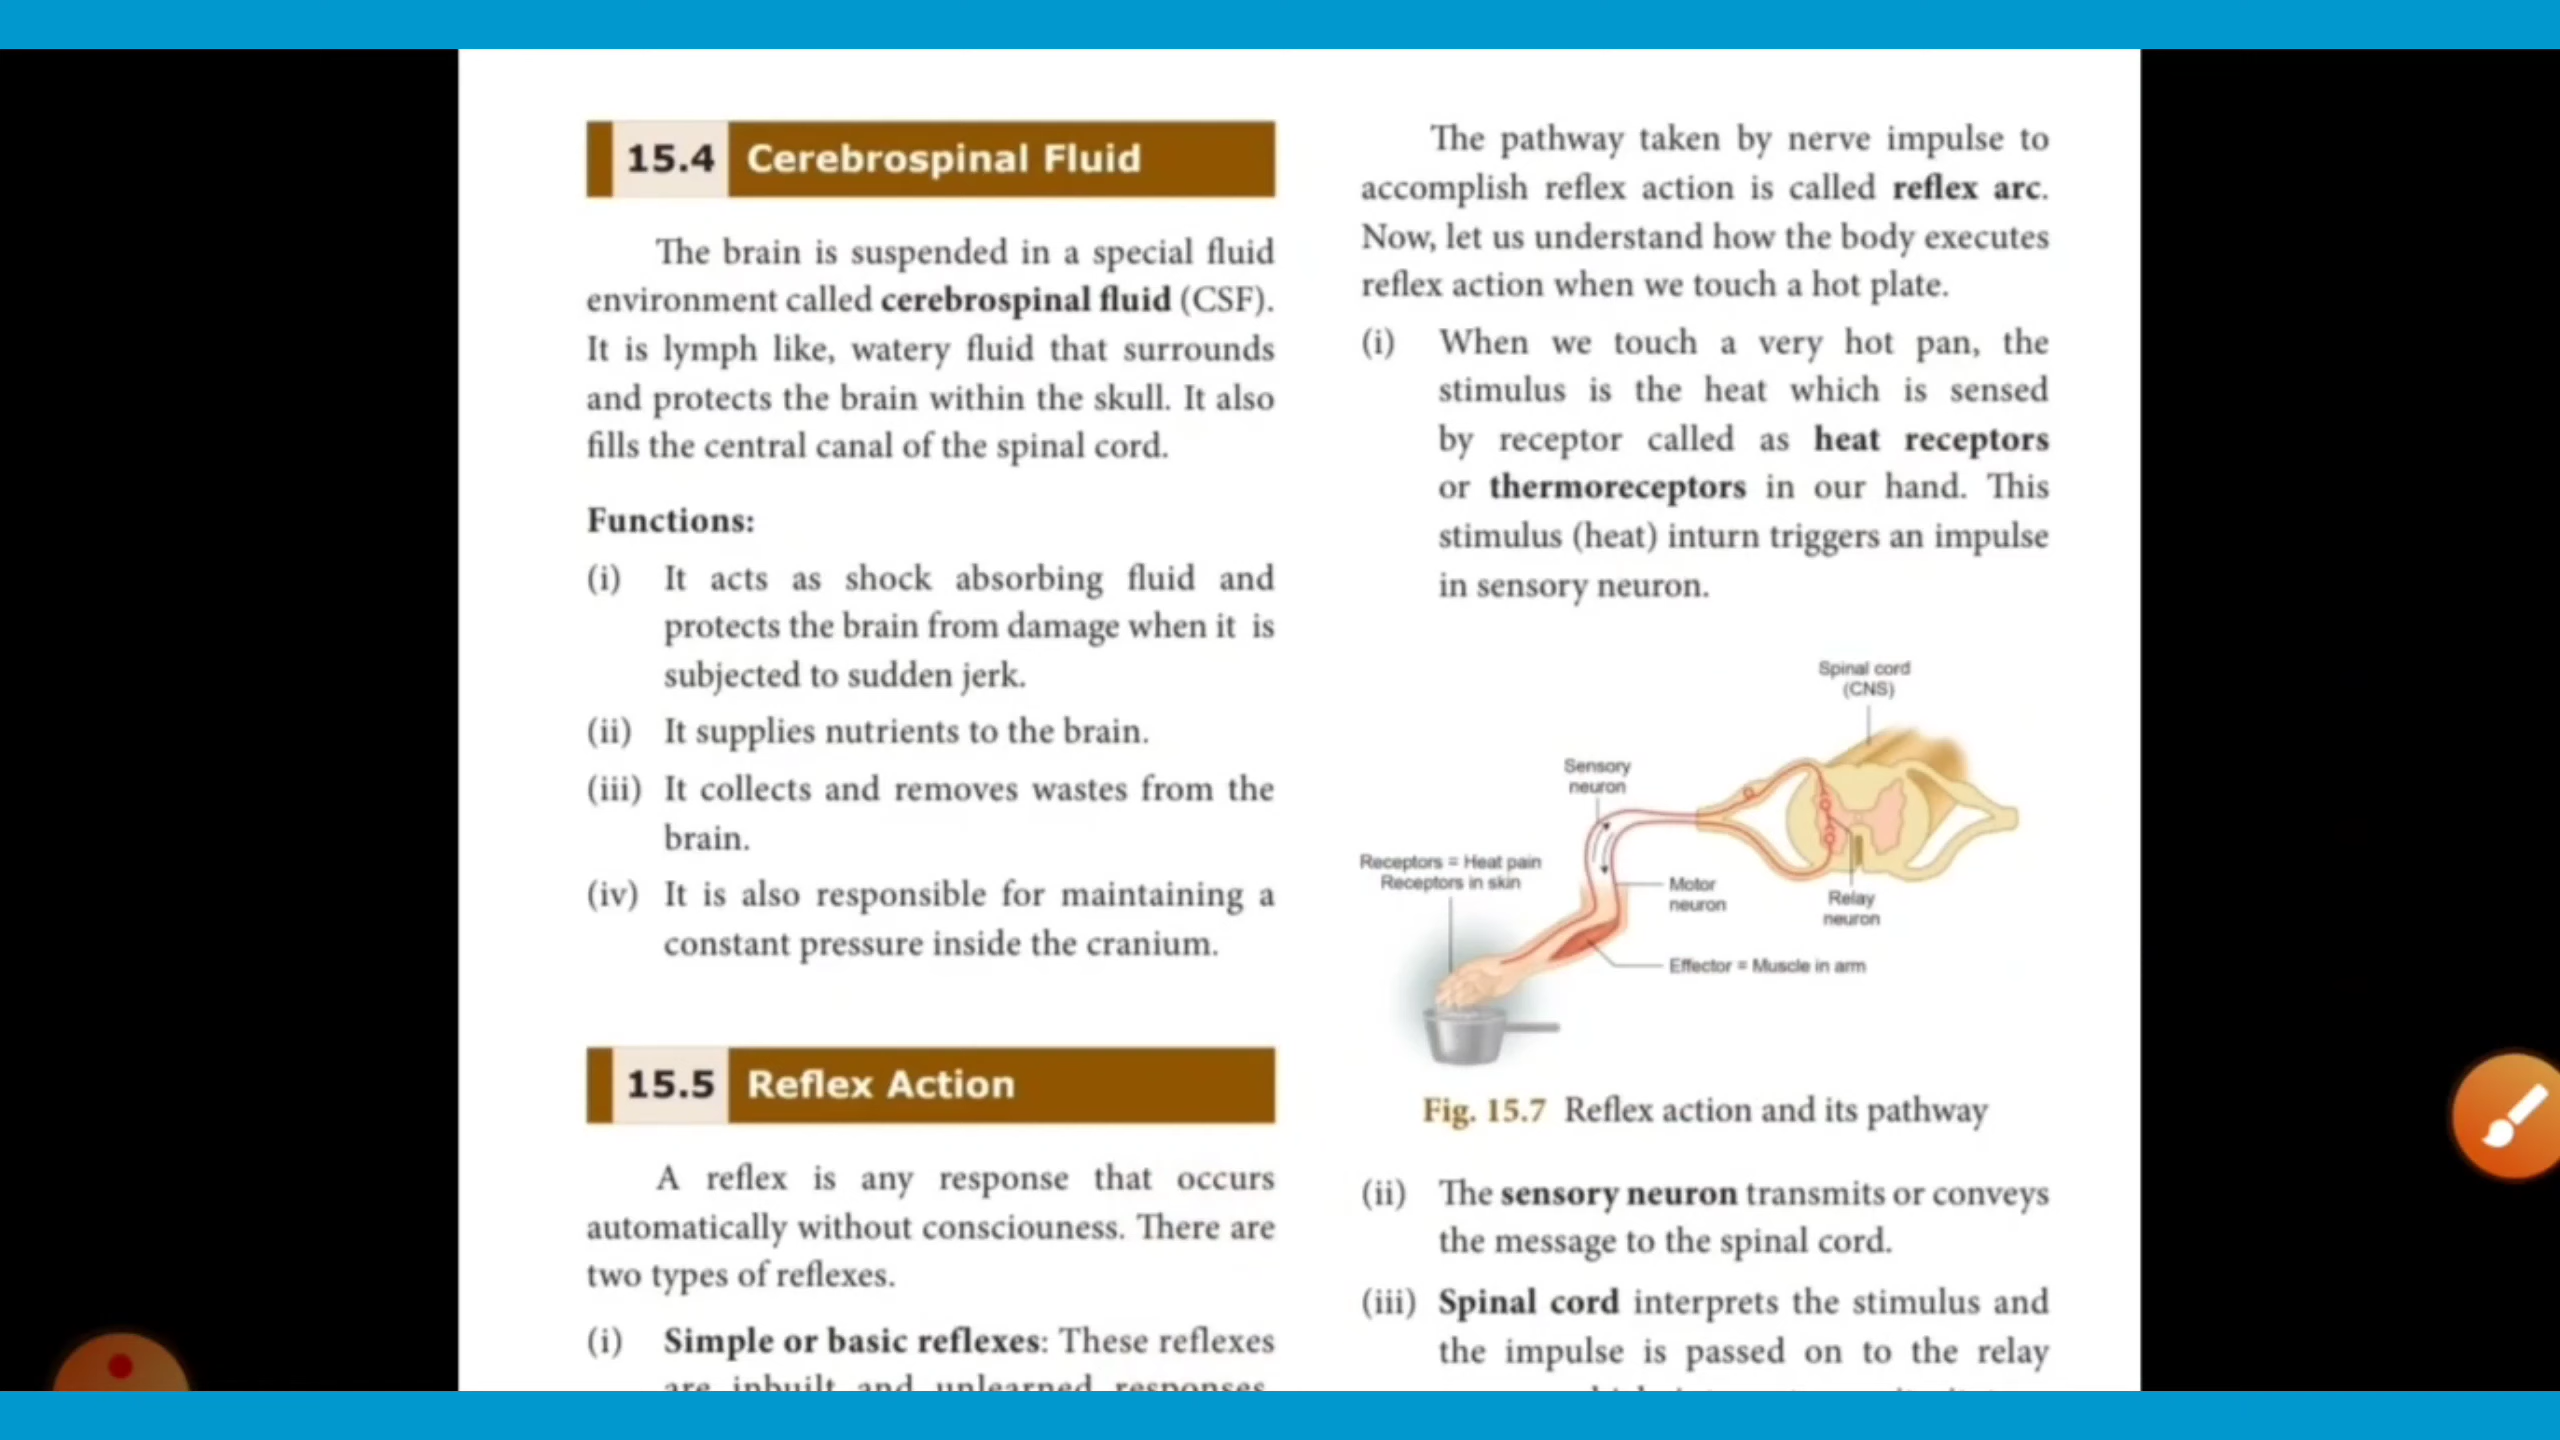 15.4 Cerebrospinal Fluid
The brain is suspended in a special fluid
environment called cerebrospinal fluid (CSF).
It is lymph like, watery fluid that surrounds
and protects the brain within the skull. It also
fills the central canal of the spinal cord.
Functions:
(i) It acts as shock absorbing fluid and
protects the brain from damage when it is
subjected to sudden jerk.
(ii) It supplies nutrients to the brain.
(iii) It collects and removes wastes from the
brain.
(iv) It is also responsible for maintaining a
constant pressure inside the cranium.
15.5 Reflex Action
A reflex is any response that occurs
automatically without consciouness. There are
two types of reflexes.
(i) Simple or basic reflexes: These reflexes
are inbuilt and unlearned responses.
The pathway taken by nerve impulse to
accomplish reflex action is called reflex arc.
Now, let us understand how the body executes
reflex action when we touch a hot plate.
(i) When we touch a very hot pan, the
stimulus is the heat which is sensed
by receptor called as heat receptors
or thermoreceptors in our hand. This
stimulus (heat) inturn triggers an impulse
in sensory neuron.
Spinal cord
(CNS)
Sensory
neuron
Receptors = Heat pain
Receptors in skin
Motor
neuron
Relay
neuron
Effector = Muscle in arm
Fig. 15.7 Reflex action and its pathway
(ii) The sensory neuron transmits or conveys
the message to the spinal cord.
(iii) Spinal cord interprets the stimulus and
the impulse is passed on to the relay